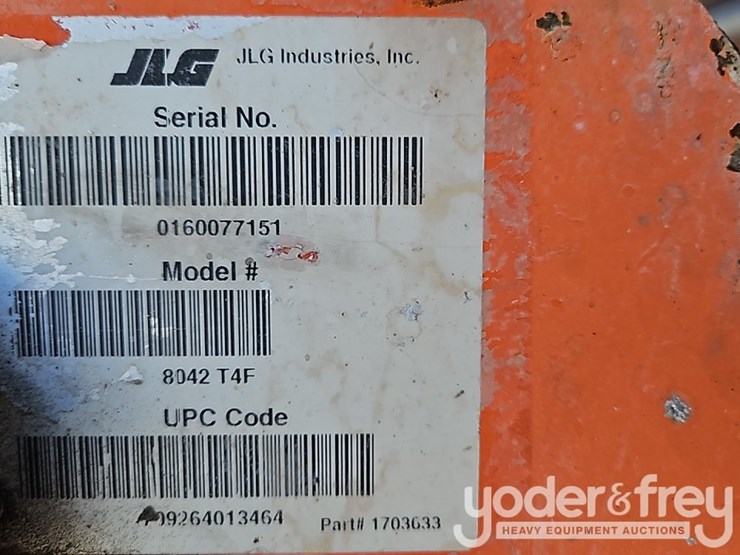 JLG JLG Industries, Inc.
Serial No.
0160077151
Model #
8042 T4F
UPC Code
09264013464 Part# 1703633
yoder&frey
HEAVY EQUIPMENT AUCTIONS